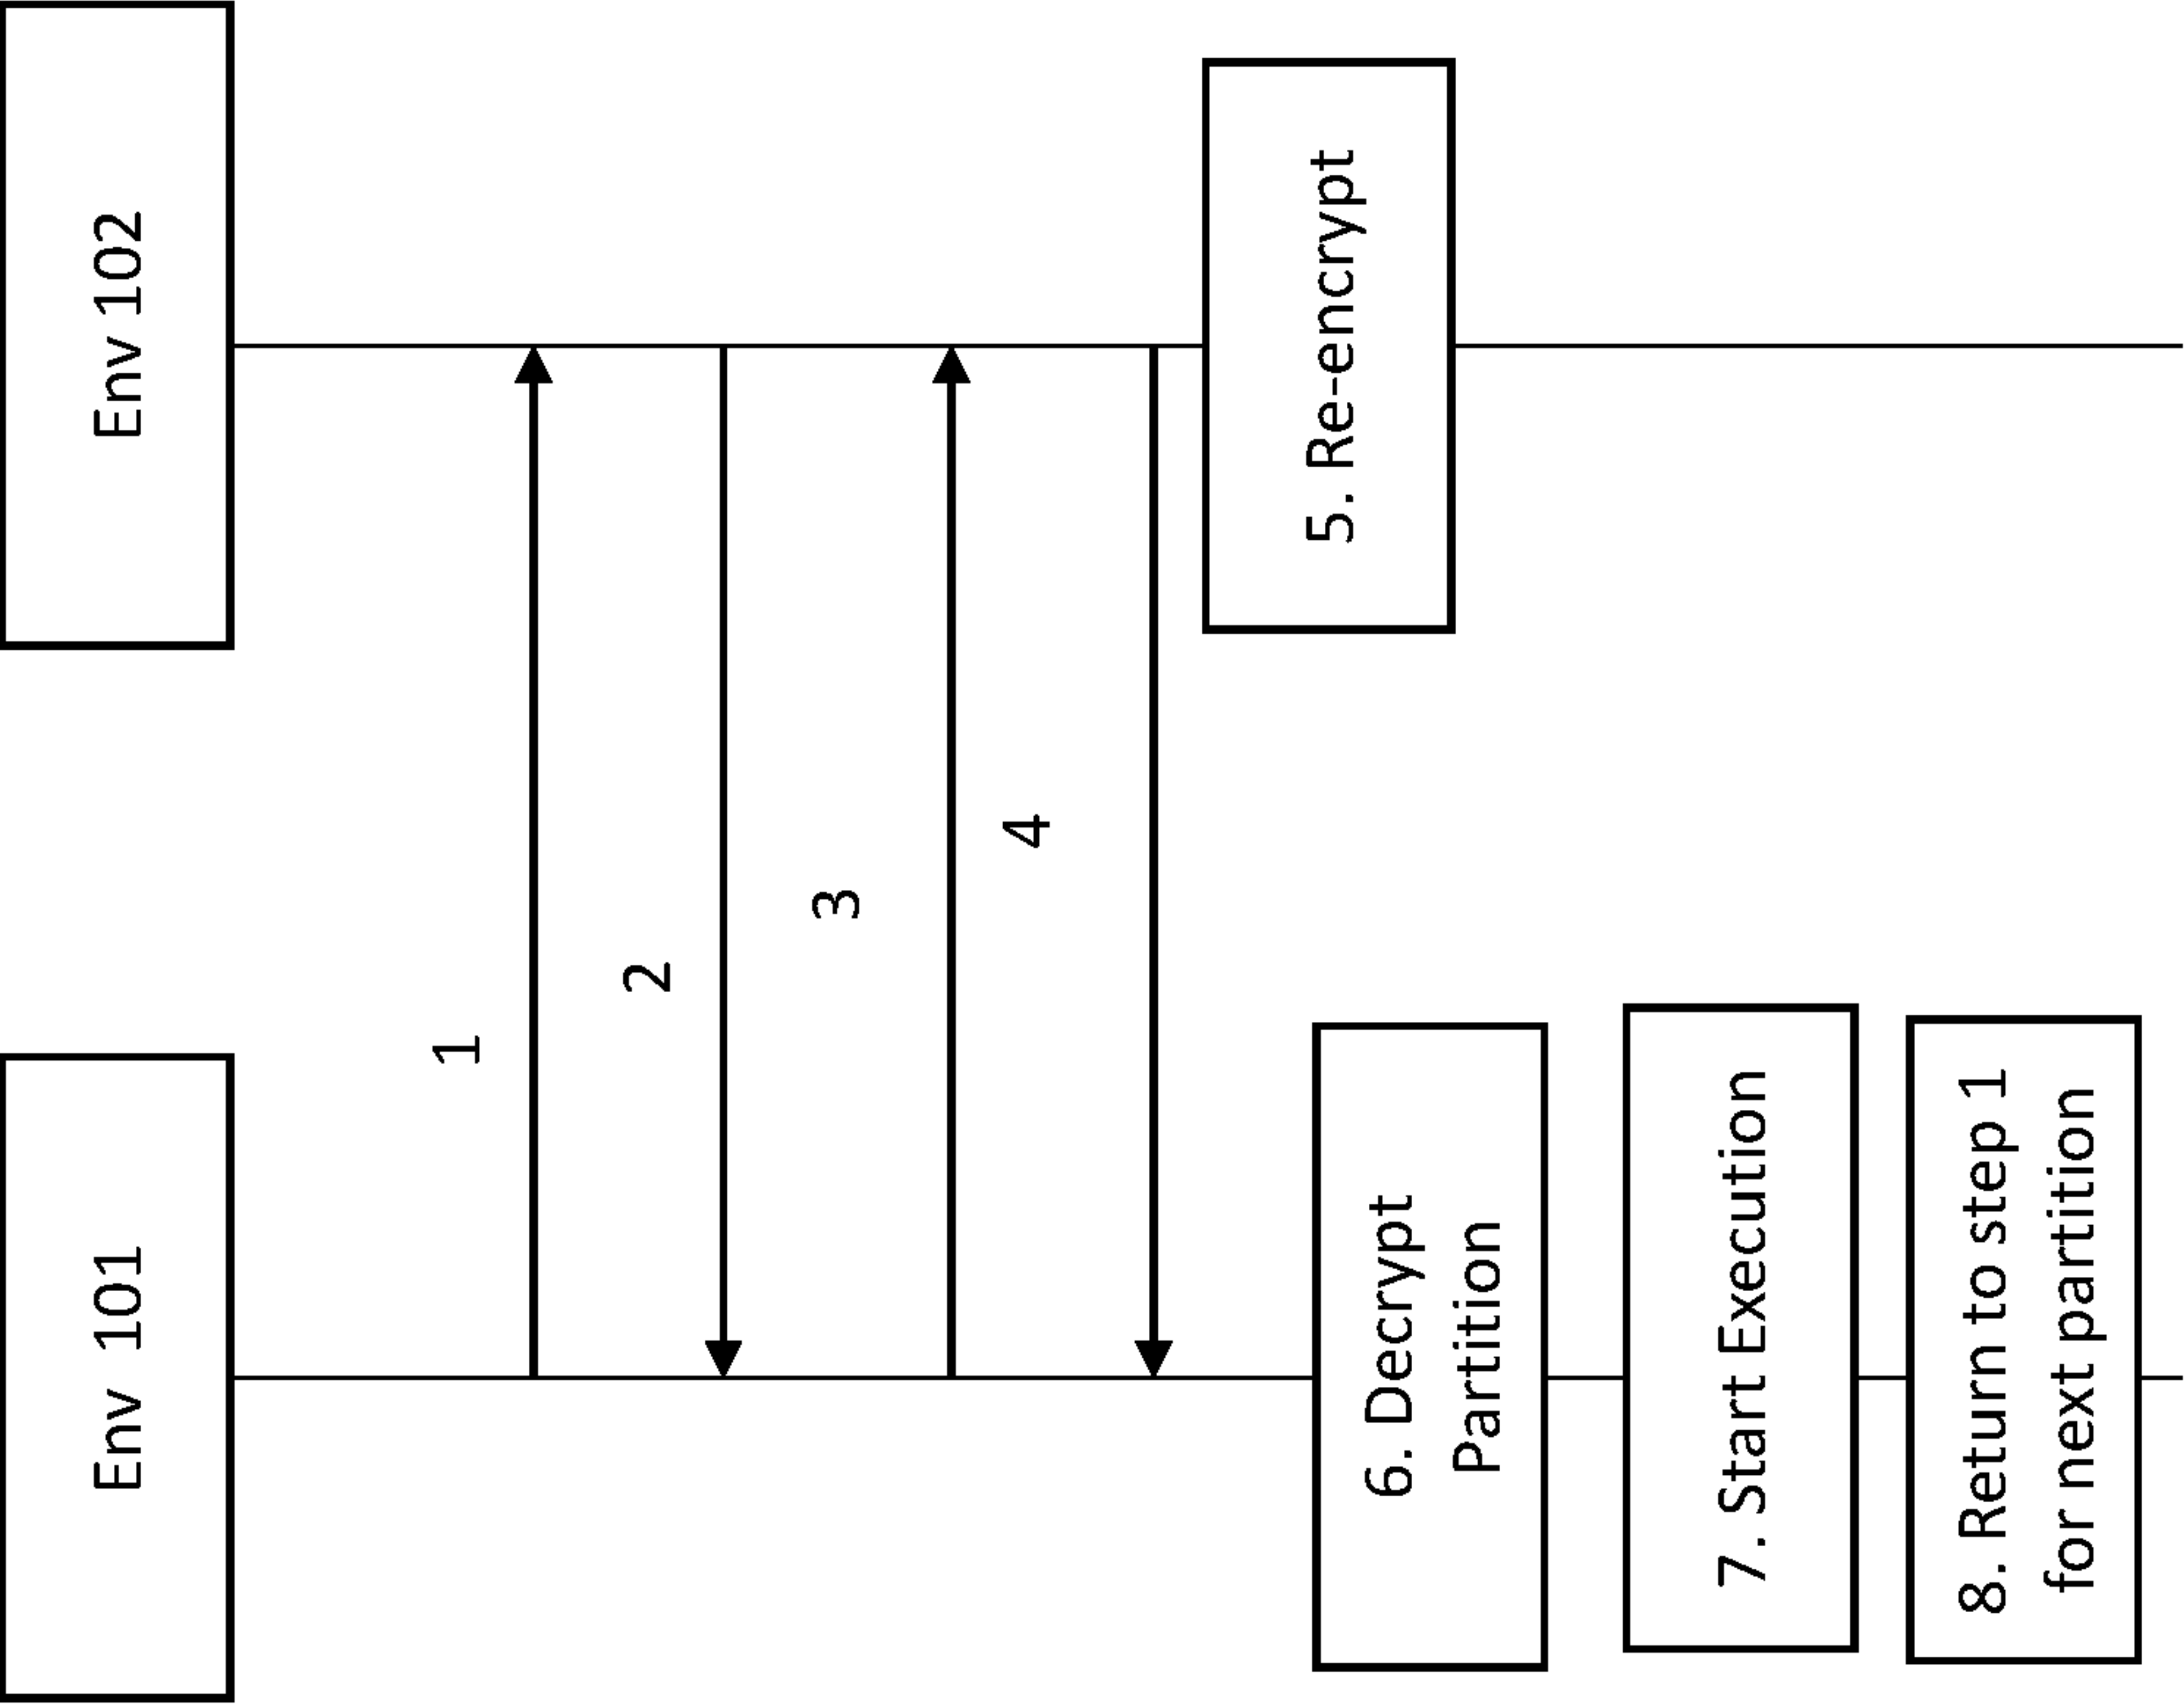 Env 101
Env 102
1
2
3
4
5. Re-encrypt
6. Decrypt
Partition
7. Start Execution
8. Return to step 1
for next partition